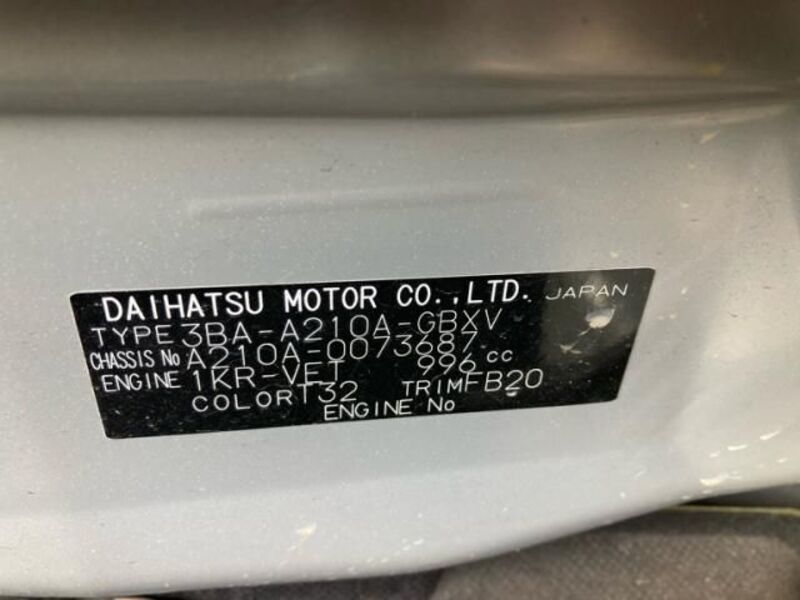 DAIHATSU MOTOR CO.,LTD. JAPAN
TYPE 3BA-A210A-GBXV
CHASSIS No A210A-0073687
ENGINE 1KR-VET 996 cc
COLOR T32 TRIM FB20
ENGINE No